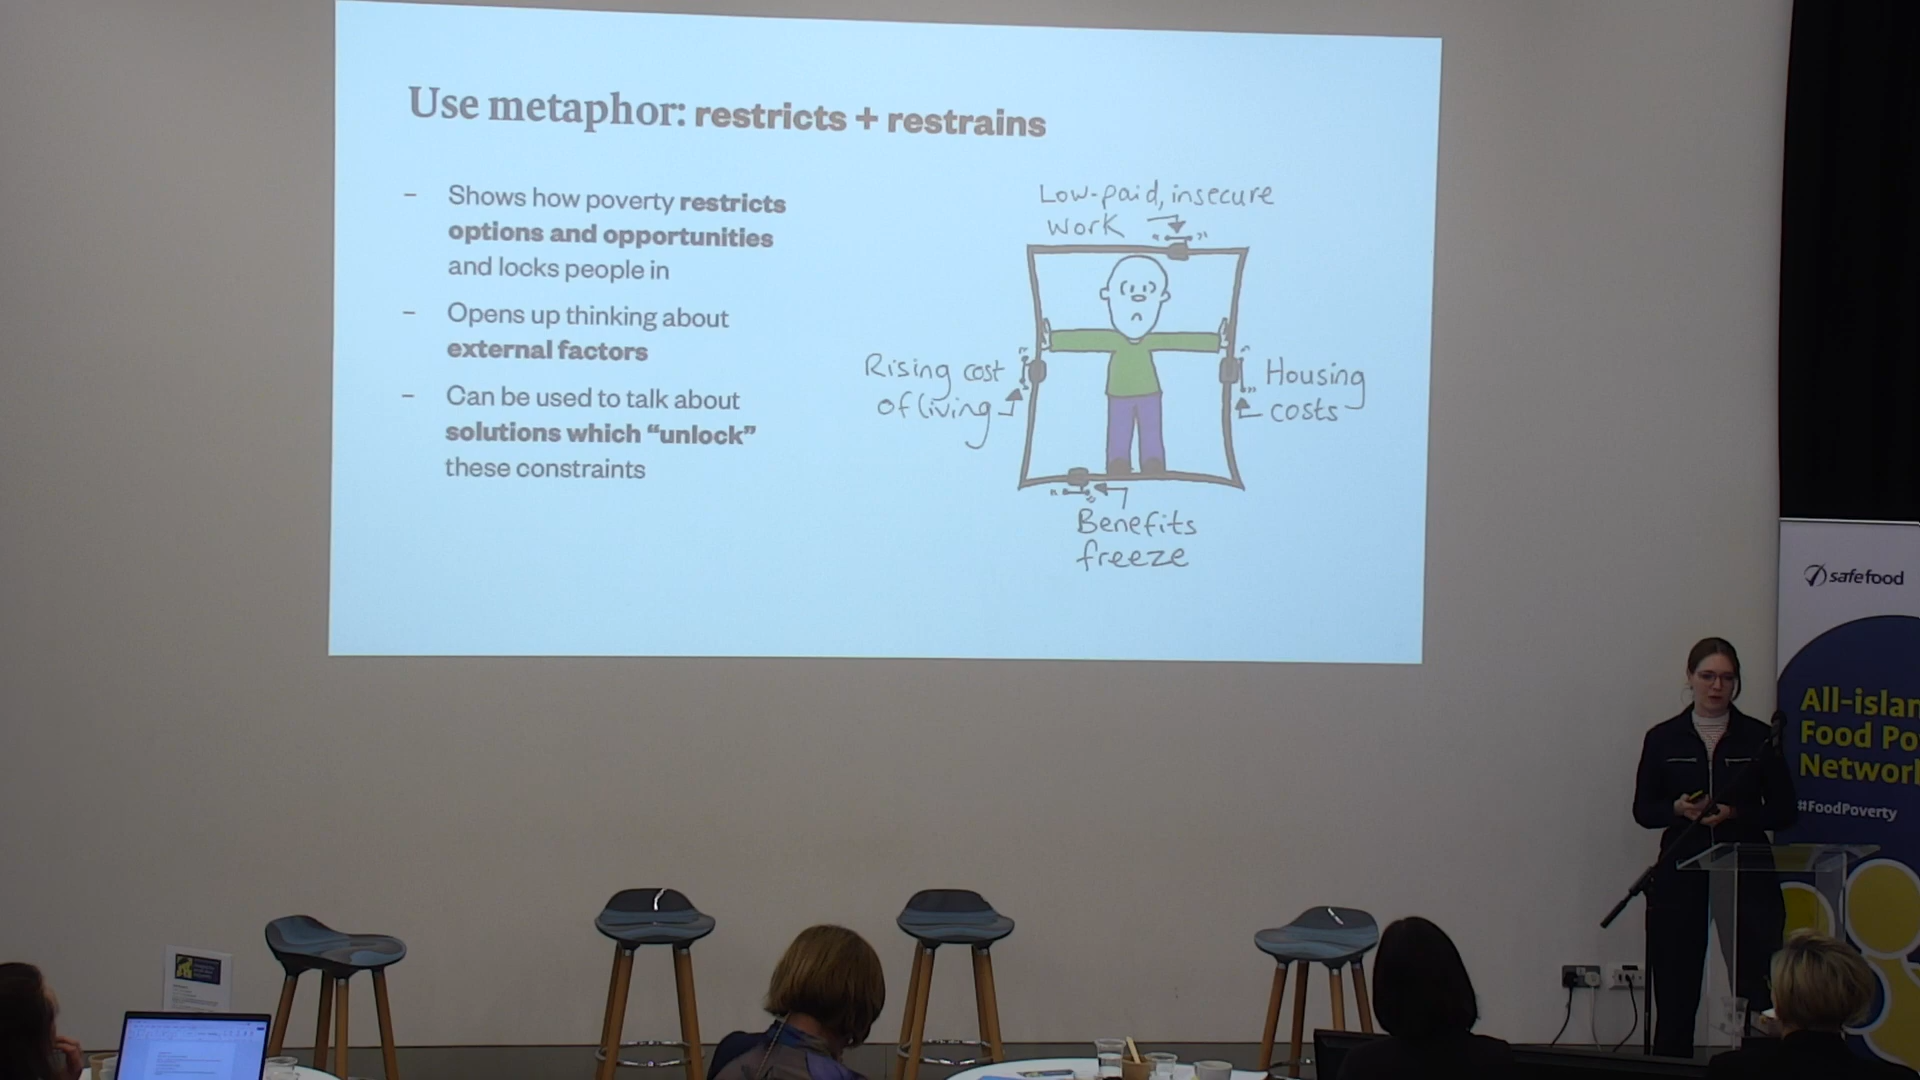 Use metaphor: restricts + restrains
– Shows how poverty restricts
options and opportunities
and locks people in
– Opens up thinking about
external factors
– Can be used to talk about
solutions which “unlock”
these constraints
Low-paid, insecure
work
Rising cost
of living
Housing
costs
Benefits
freeze
safefood
All-islan
Food Po
Network
#FoodPoverty